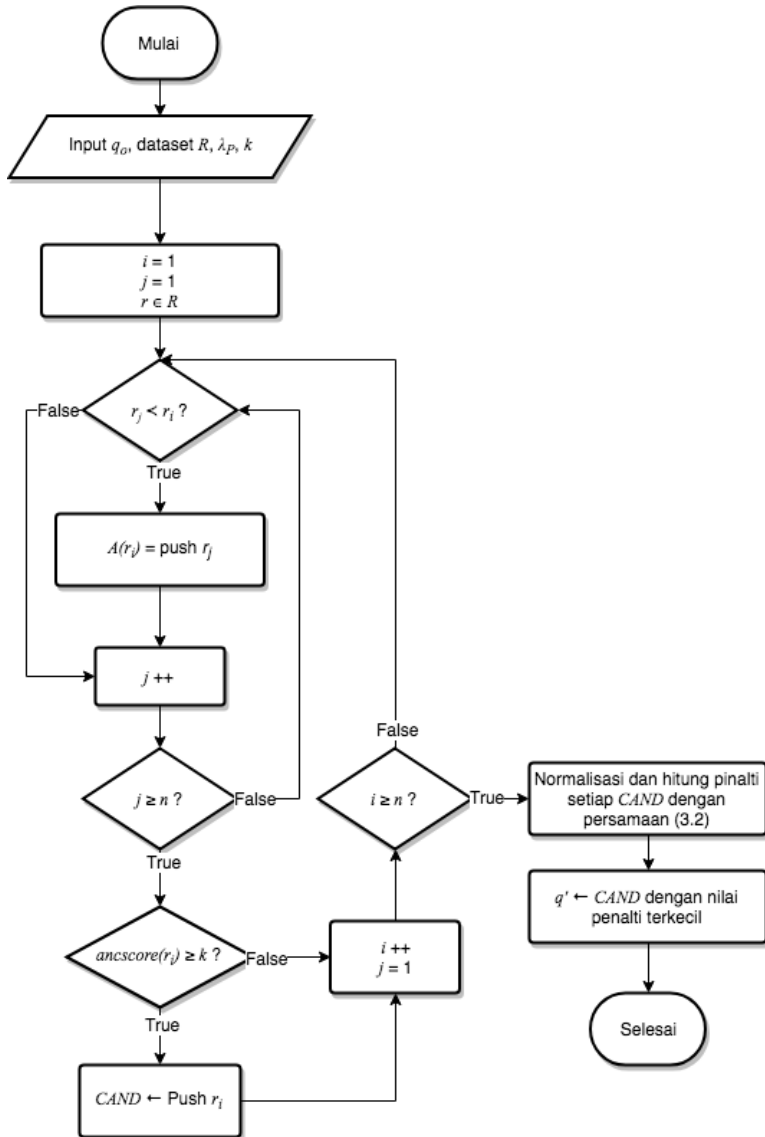 Mulai
Input qₒ, dataset R, λ_P, k
i = 1
j = 1
r ∈ R
r_j < r_i ?
False
True
A(r_i) = push r_j
j ++
j ≥ n ?
False
True
ancscore(r_i) ≥ k ?
False
True
CAND ← Push r_i
i ++
j = 1
i ≥ n ?
False
True
Normalisasi dan hitung pinalti
setiap CAND dengan
persamaan (3.2)
q' ← CAND dengan nilai
penalti terkecil
Selesai